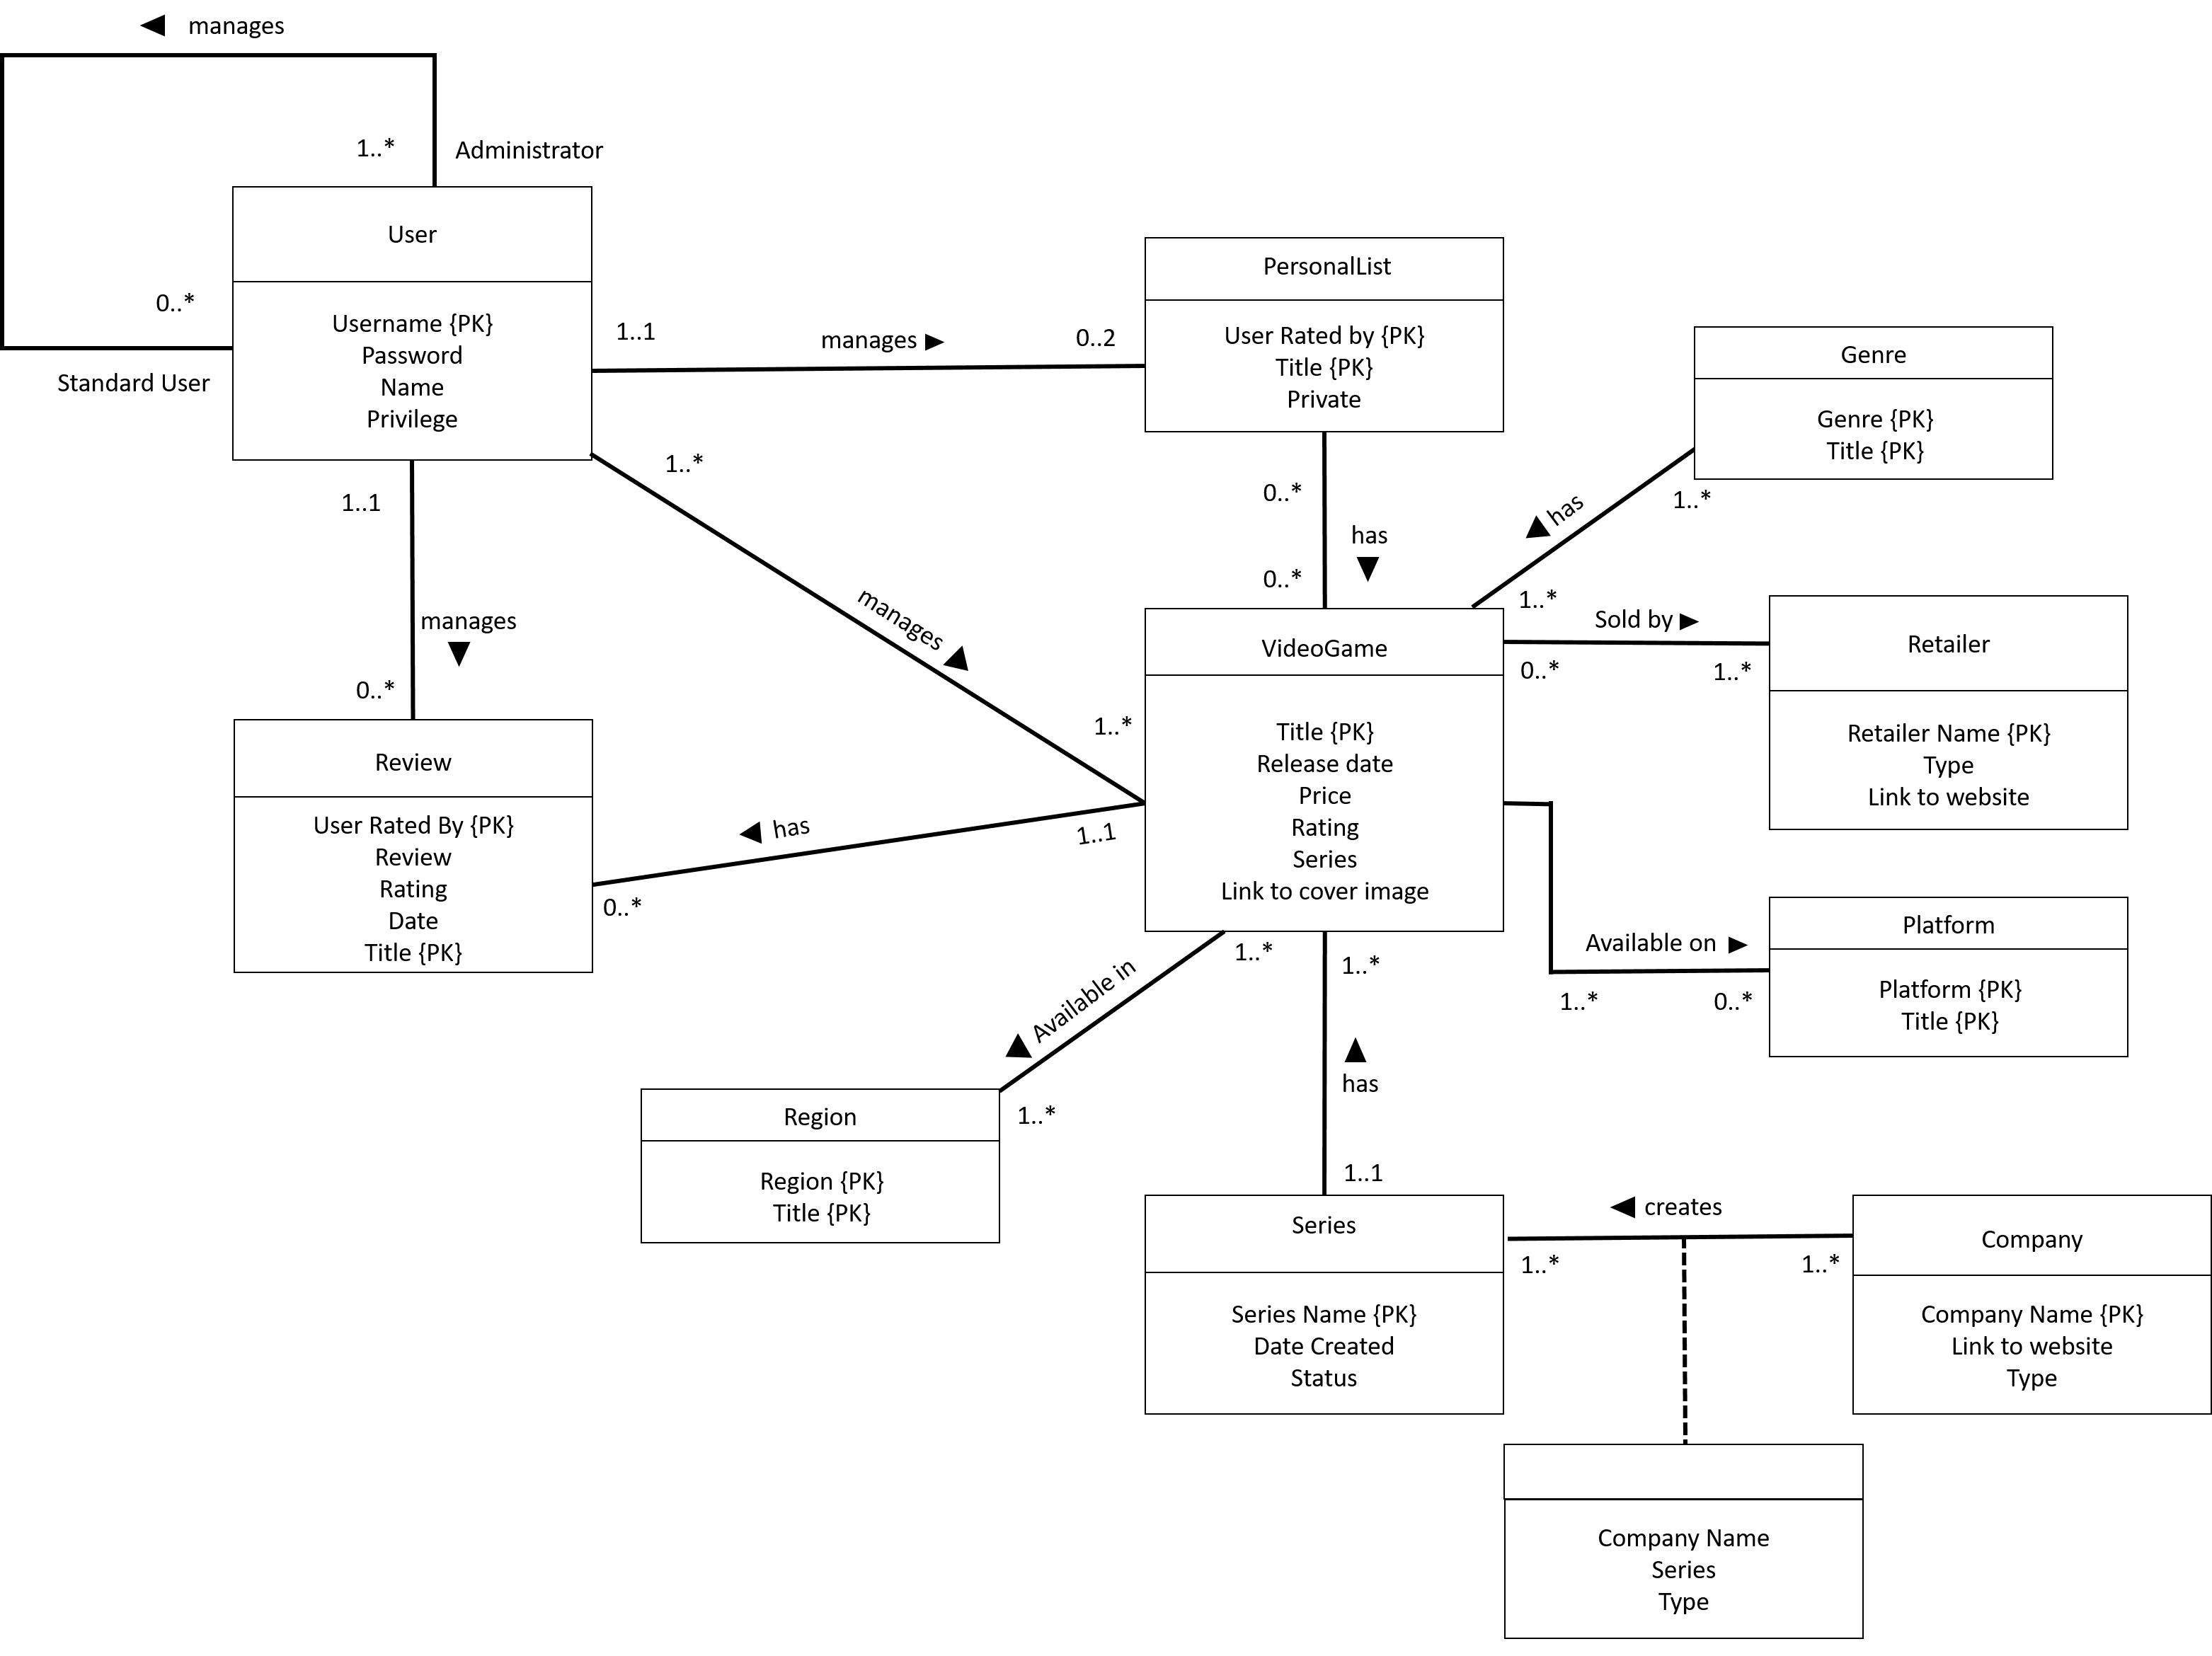 ◄ manages
1..*
Administrator
User
Username {PK}
Password
Name
Privilege
0..*
Standard User
1..1
manages ►
0..2
PersonalList
User Rated by {PK}
Title {PK}
Private
Genre
Genre {PK}
Title {PK}
1..*
1..1
0..*
has
0..*
has
1..*
1..*
manages
manages
0..*
1..*
Sold by ►
0..*
1..*
Retailer
Retailer Name {PK}
Type
Link to website
VideoGame
Title {PK}
Release date
Price
Rating
Series
Link to cover image
Review
User Rated By {PK}
Review
Rating
Date
Title {PK}
has
1..1
0..*
Available on ►
1..*
0..*
Platform
Platform {PK}
Title {PK}
1..*
Available in
1..*
Region
Region {PK}
Title {PK}
1..*
has
1..1
Series
Series Name {PK}
Date Created
Status
◄ creates
1..*
1..*
Company
Company Name {PK}
Link to website
Type
Company Name
Series
Type